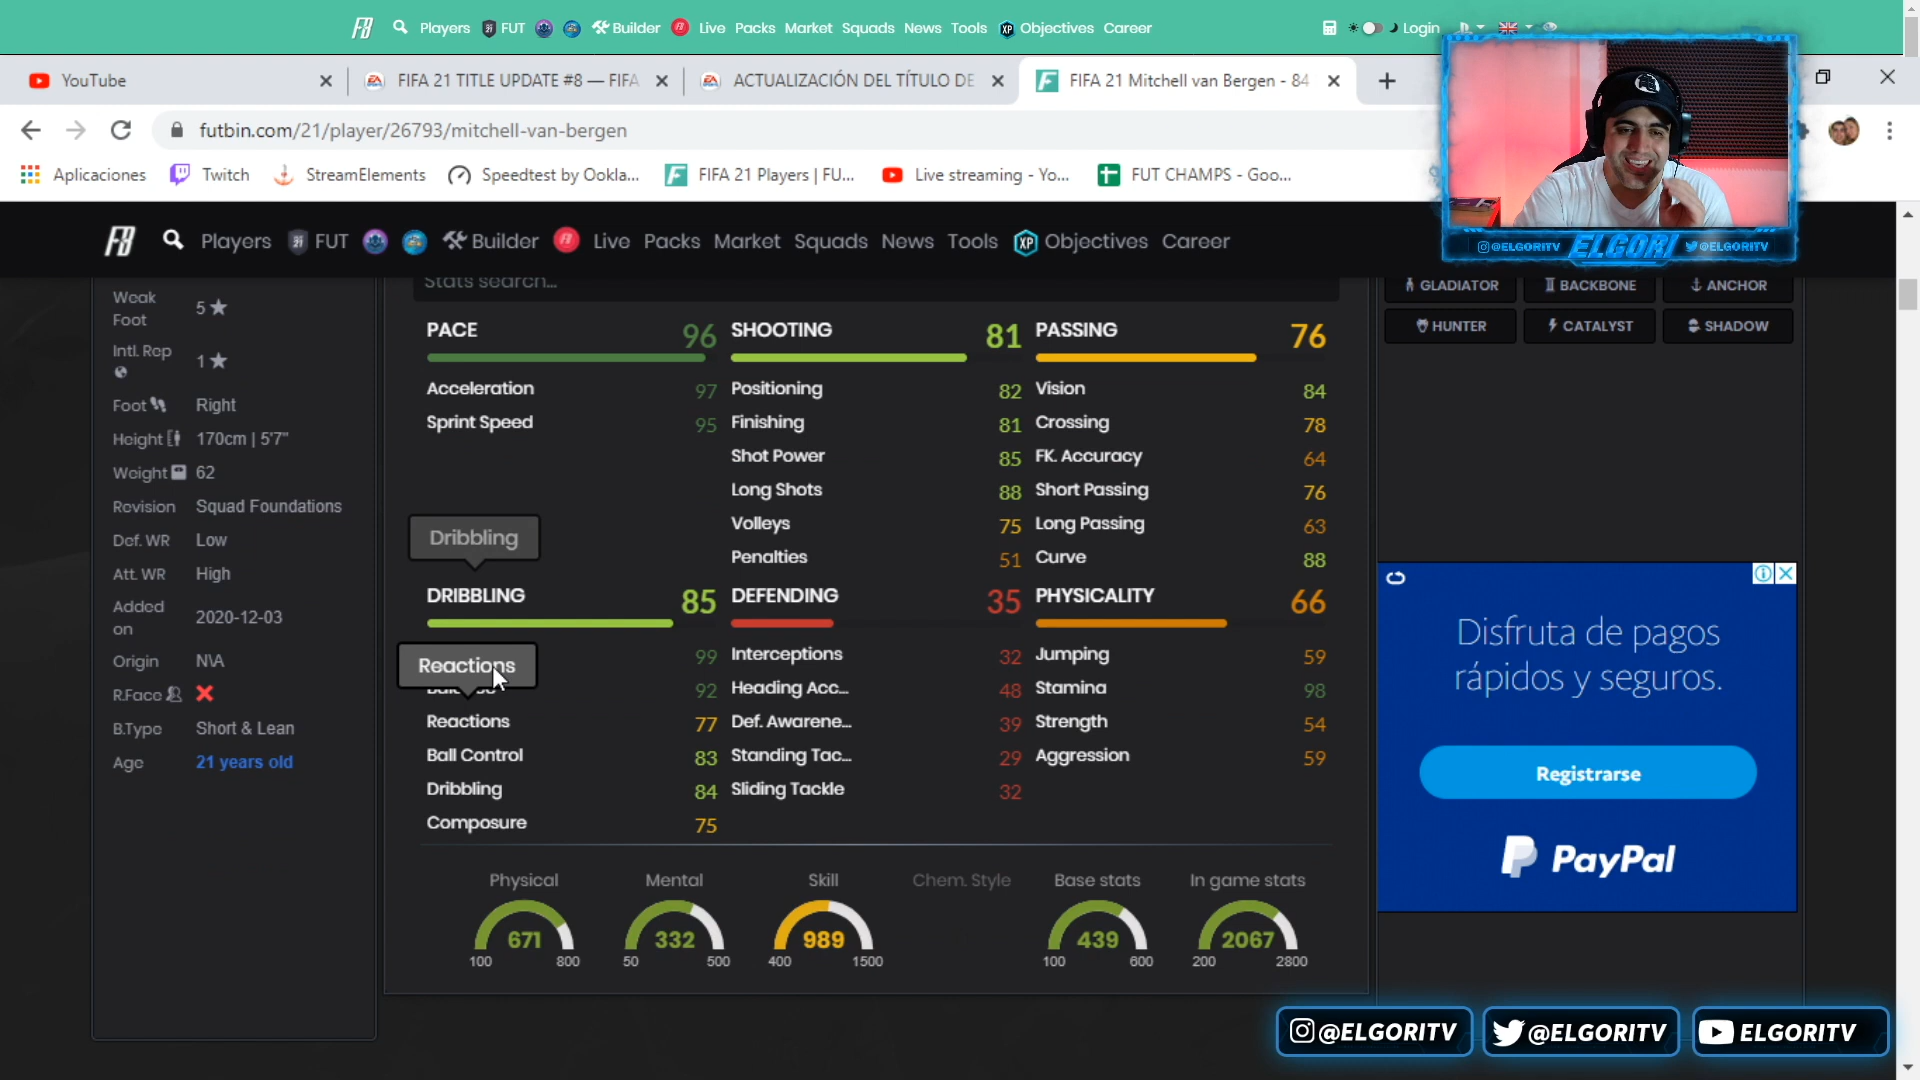 Players FUT Builder Live Packs Market Squads News Tools XP Objectives Career Login
YouTube
FIFA 21 TITLE UPDATE #8 — FIFA
ACTUALIZACIÓN DEL TÍTULO DE
FIFA 21 Mitchell van Bergen - 84
futbin.com/21/player/26793/mitchell-van-bergen
Aplicaciones Twitch StreamElements Speedtest by Ookla... FIFA 21 Players | FU... Live streaming - Yo... FUT CHAMPS - Goo...
@ELGORITV ELGORI @ELGORITV
Players FUT Builder Live Packs Market Squads News Tools XP Objectives Career
Stats search...
GLADIATOR BACKBONE ANCHOR
HUNTER CATALYST SHADOW
Weak Foot 5
Intl. Rep 1
Foot Right
Height 170cm | 5'7"
Weight 62
Revision Squad Foundations
Def. WR Low
Att. WR High
Added on 2020-12-03
Origin N\A
R.Face
B.Type Short & Lean
Age 21 years old
PACE 96
Acceleration 97
Sprint Speed 95
SHOOTING 81
Positioning 82
Finishing 81
Shot Power 85
Long Shots 88
Volleys 75
Penalties 51
PASSING 76
Vision 84
Crossing 78
FK. Accuracy 64
Short Passing 76
Long Passing 63
Curve 88
Dribbling
DRIBBLING 85
Reactions
99
92
Reactions 77
Ball Control 83
Dribbling 84
Composure 75
DEFENDING 35
Interceptions 32
Heading Acc... 48
Def. Awarene... 39
Standing Tac... 29
Sliding Tackle 32
PHYSICALITY 66
Jumping 59
Stamina 98
Strength 54
Aggression 59
Physical 671 100 800
Mental 332 50 500
Skill 989 400 1500
Chem. Style
Base stats 439 100 600
In game stats 2067 200 2800
Disfruta de pagos
rápidos y seguros.
Registrarse
PayPal
@ELGORITV @ELGORITV ELGORITV